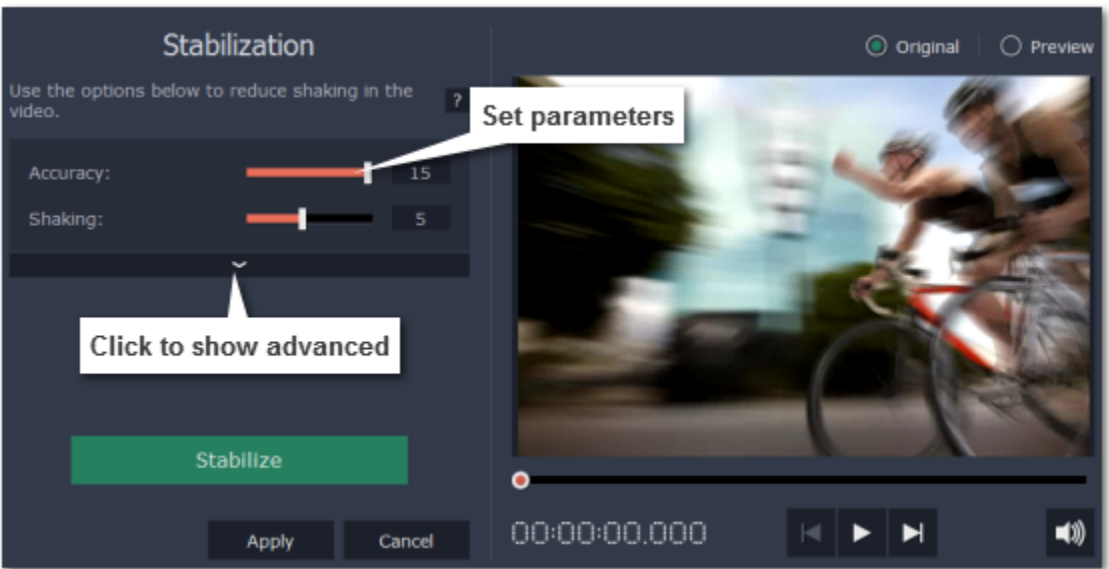 Stabilization
Use the options below to reduce shaking in the
video.
?
Set parameters
Accuracy:
15
Shaking:
5
Click to show advanced
Stabilize
Apply
Cancel
Original
Preview
00:00:00.000